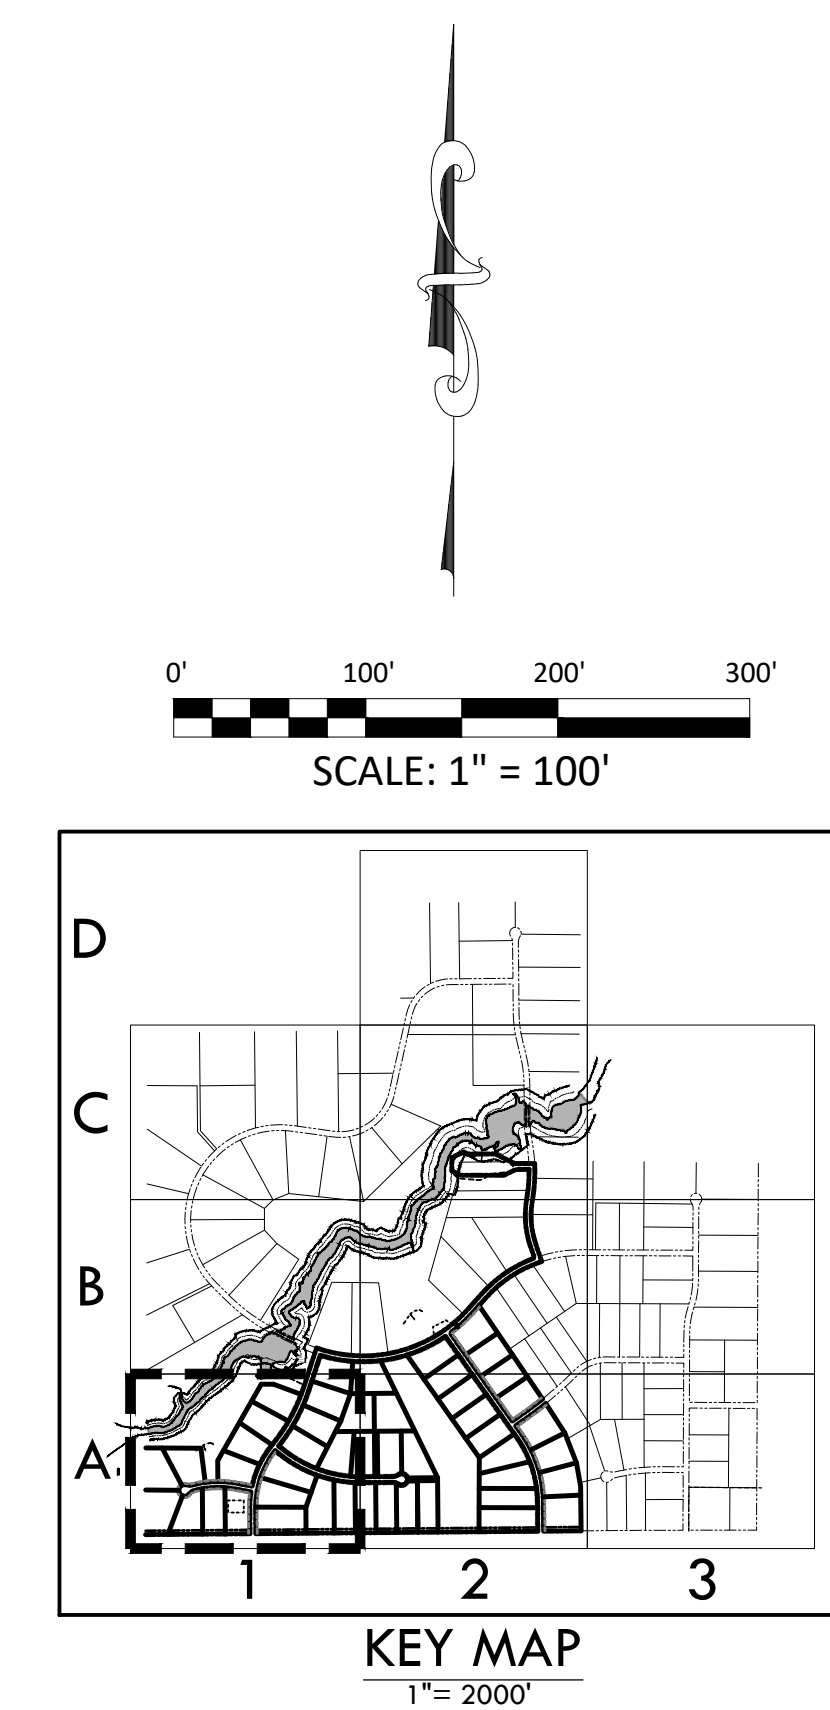 0' 100' 200' 300'
SCALE: 1" = 100'
D
C
B
A
1 2 3
KEY MAP
1"= 2000'